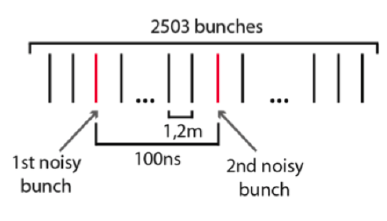 2503 bunches
... ...
1,2m
100ns
1st noisy
bunch
2nd noisy
bunch